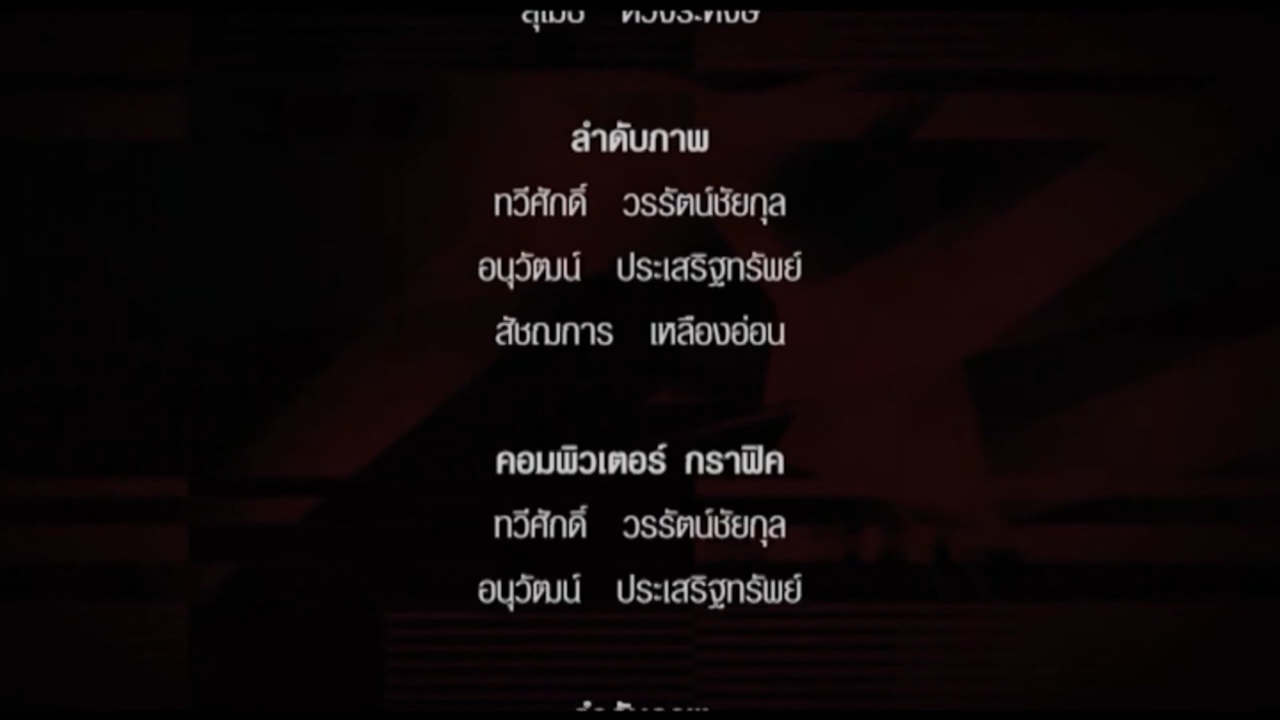 ลำดับภาพ
ทวีศักดิ์ วรรัตน์ชัยกุล
อนุวัฒน์ ประเสริฐทรัพย์
สัชฌการ เหลืองอ่อน
คอมพิวเตอร์ กราฟิค
ทวีศักดิ์ วรรัตน์ชัยกุล
อนุวัฒน์ ประเสริฐทรัพย์